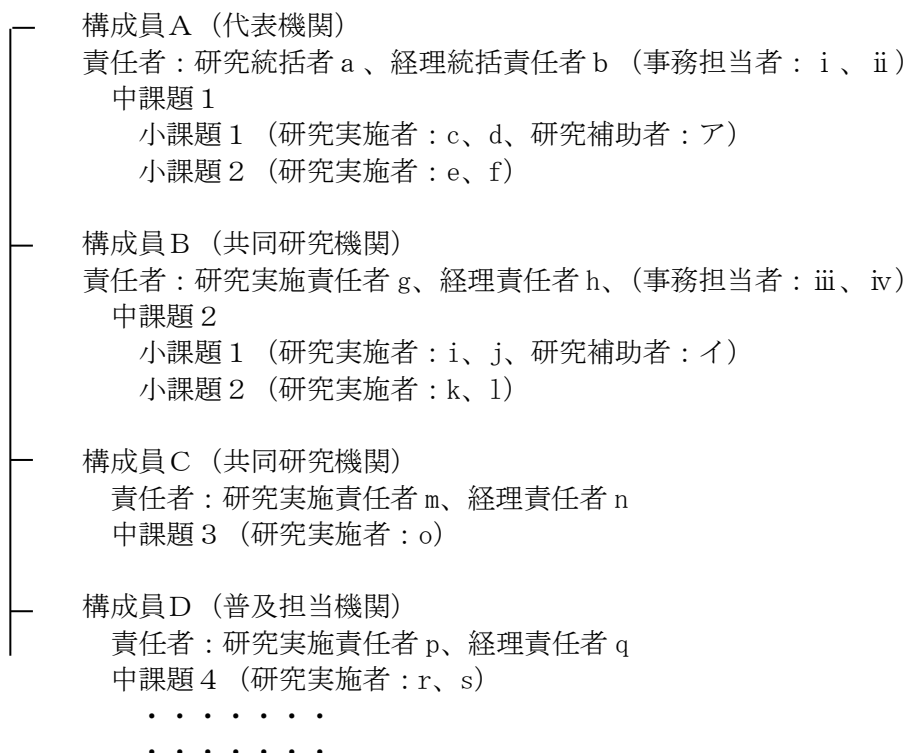 構成員A（代表機関）
責任者：研究統括者a、経理統括責任者b（事務担当者：ⅰ、ⅱ）
中課題１
小課題１（研究実施者：c、d、研究補助者：ア）
小課題２（研究実施者：e、f）
構成員B（共同研究機関）
責任者：研究実施責任者g、経理責任者h、（事務担当者：ⅲ、ⅳ）
中課題２
小課題１（研究実施者：i、j、研究補助者：イ）
小課題２（研究実施者：k、l）
構成員C（共同研究機関）
責任者：研究実施責任者m、経理責任者n
中課題３（研究実施者：o）
構成員D（普及担当機関）
責任者：研究実施責任者p、経理責任者q
中課題４（研究実施者：r、s）
・・・・・・・
・・・・・・・